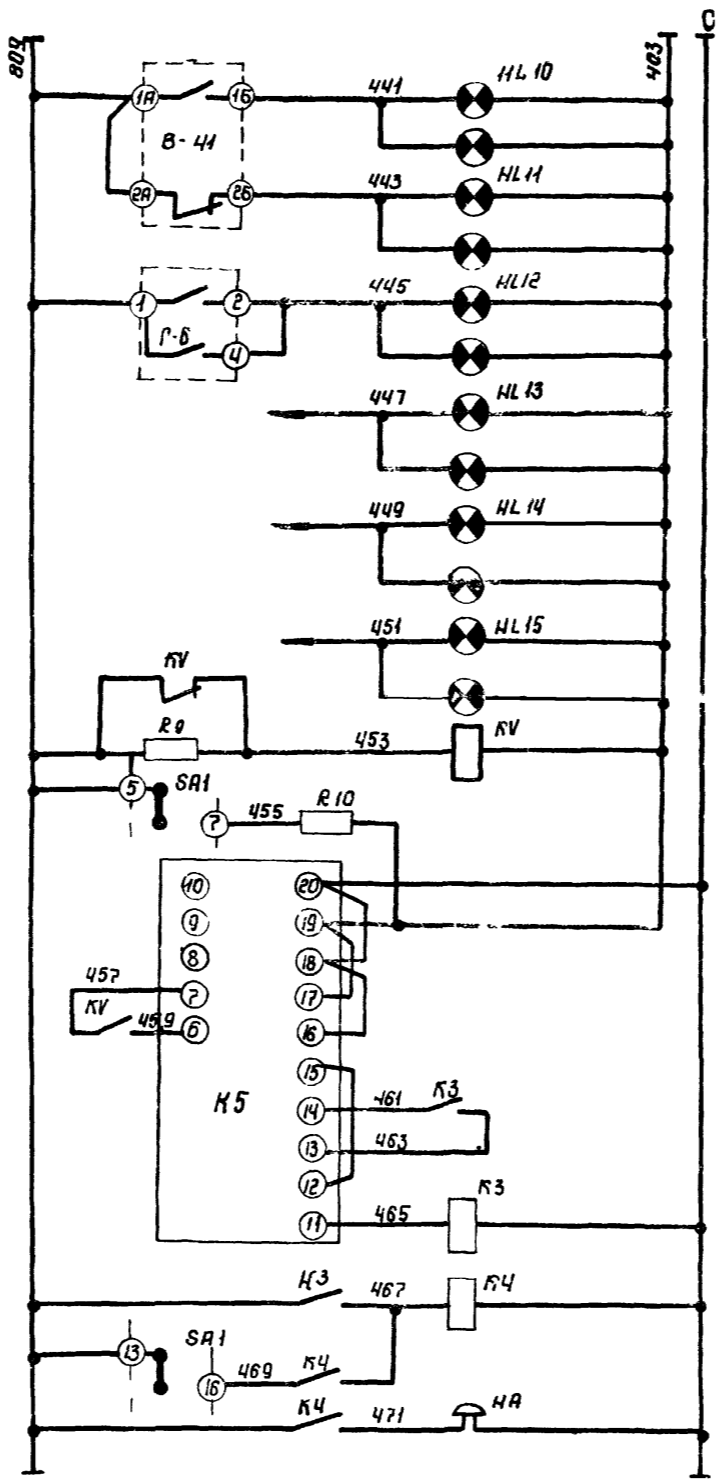 С
809
403
1А 1Б 441 HL10
В-41
2А 2Б 443 HL11
1 2 445 HL12
Г-Б 4
447 HL13
449 HL14
451 HL15
KV
R9 453 KV
5 SA1
7 455 R10
10 20
9 19
8 18
457 7 17
KV 459 6 16
15
K5 14 461 K3
13 463
12
11 465 K3
K3 467 K4
13 SA1
16 469 K4
K4 471 HA